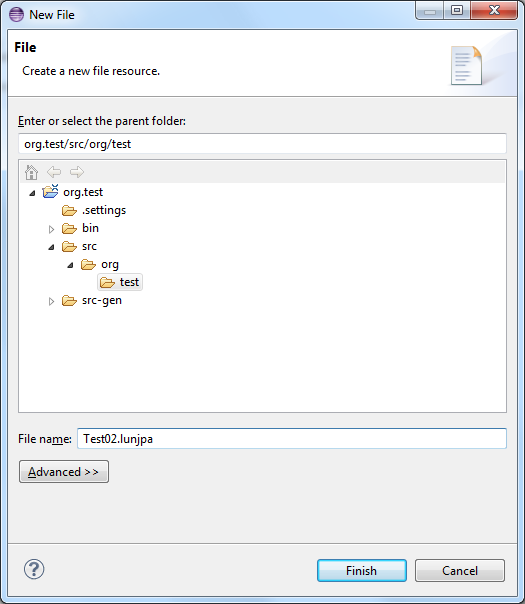 New File
File
Create a new file resource.
Enter or select the parent folder:
org.test/src/org/test
org.test
.settings
bin
src
org
test
src-gen
File name: Test02.lunjpa
Advanced >>
Finish Cancel